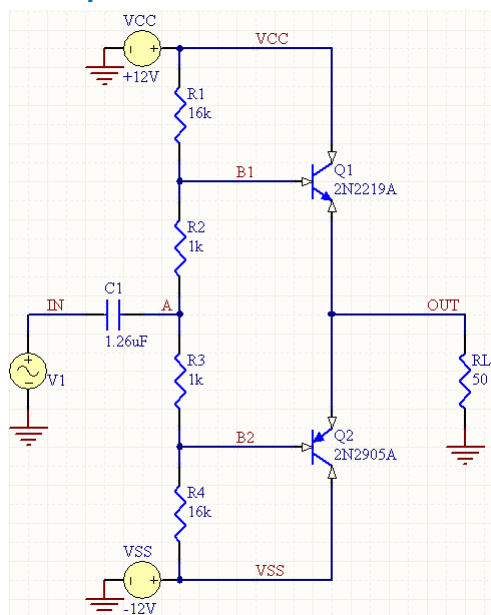 VCC
VCC
+12V
R1
16k
B1
Q1
2N2219A
R2
1k
C1
IN
A
OUT
1.26uF
V1
R3
1k
RL
50
B2
Q2
2N2905A
R4
16k
VSS
VSS
-12V